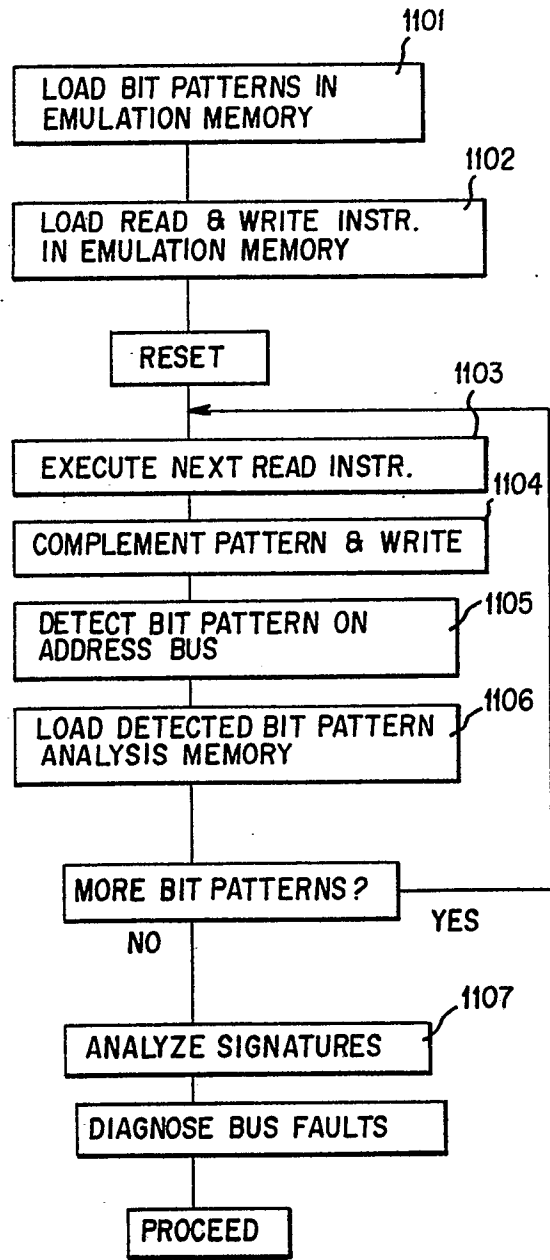 1101
LOAD BIT PATTERNS IN
EMULATION MEMORY
1102
LOAD READ & WRITE INSTR.
IN EMULATION MEMORY
RESET
1103
EXECUTE NEXT READ INSTR.
1104
COMPLEMENT PATTERN & WRITE
1105
DETECT BIT PATTERN ON
ADDRESS BUS
1106
LOAD DETECTED BIT PATTERN
ANALYSIS MEMORY
MORE BIT PATTERNS?
YES
NO
1107
ANALYZE SIGNATURES
DIAGNOSE BUS FAULTS
PROCEED